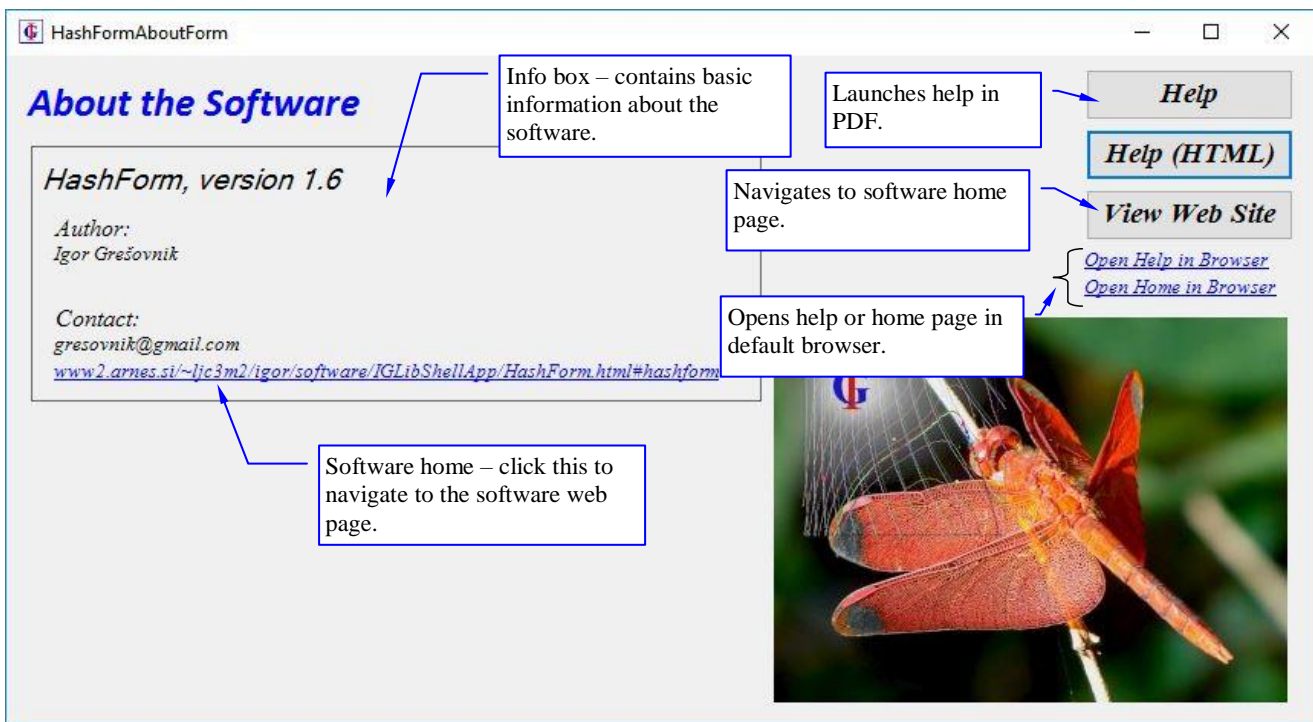 HashFormAboutForm
About the Software
Info box – contains basic
information about the
software.
Launches help in
PDF.
Help
Help (HTML)
View Web Site
Navigates to software home
page.
Open Help in Browser
Open Home in Browser
Opens help or home page in
default browser.
HashForm, version 1.6
Author:
Igor Grešovnik
Contact:
gresovnik@gmail.com
www2.arnes.si/~ljc3m2/igor/software/IGLibShellApp/HashForm.html#hashform
Software home – click this to
navigate to the software web
page.